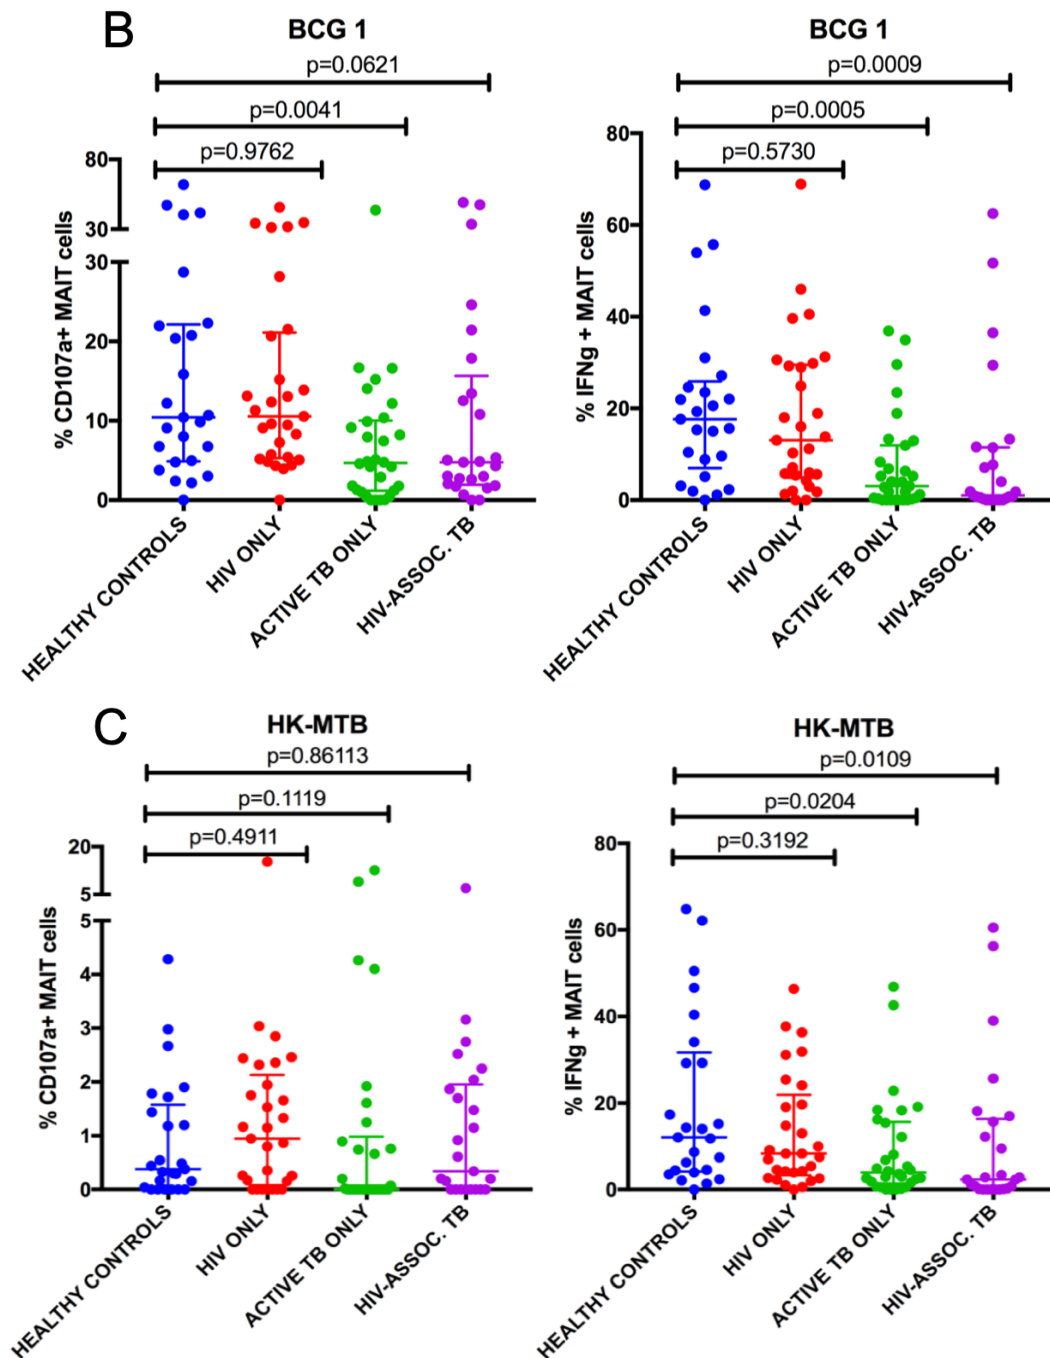 B
BCG 1
p=0.0621
p=0.0041
p=0.9762
80
30
30
20
10
0
% CD107a+ MAIT cells
HEALTHY CONTROLS
HIV ONLY
ACTIVE TB ONLY
HIV-ASSOC. TB
BCG 1
p=0.0009
p=0.0005
p=0.5730
80
60
40
20
0
% IFNg + MAIT cells
HEALTHY CONTROLS
HIV ONLY
ACTIVE TB ONLY
HIV-ASSOC. TB
C
HK-MTB
p=0.86113
p=0.1119
p=0.4911
20
5
5
4
3
2
1
0
% CD107a+ MAIT cells
HEALTHY CONTROLS
HIV ONLY
ACTIVE TB ONLY
HIV-ASSOC. TB
HK-MTB
p=0.0109
p=0.0204
p=0.3192
80
60
40
20
0
% IFNg + MAIT cells
HEALTHY CONTROLS
HIV ONLY
ACTIVE TB ONLY
HIV-ASSOC. TB